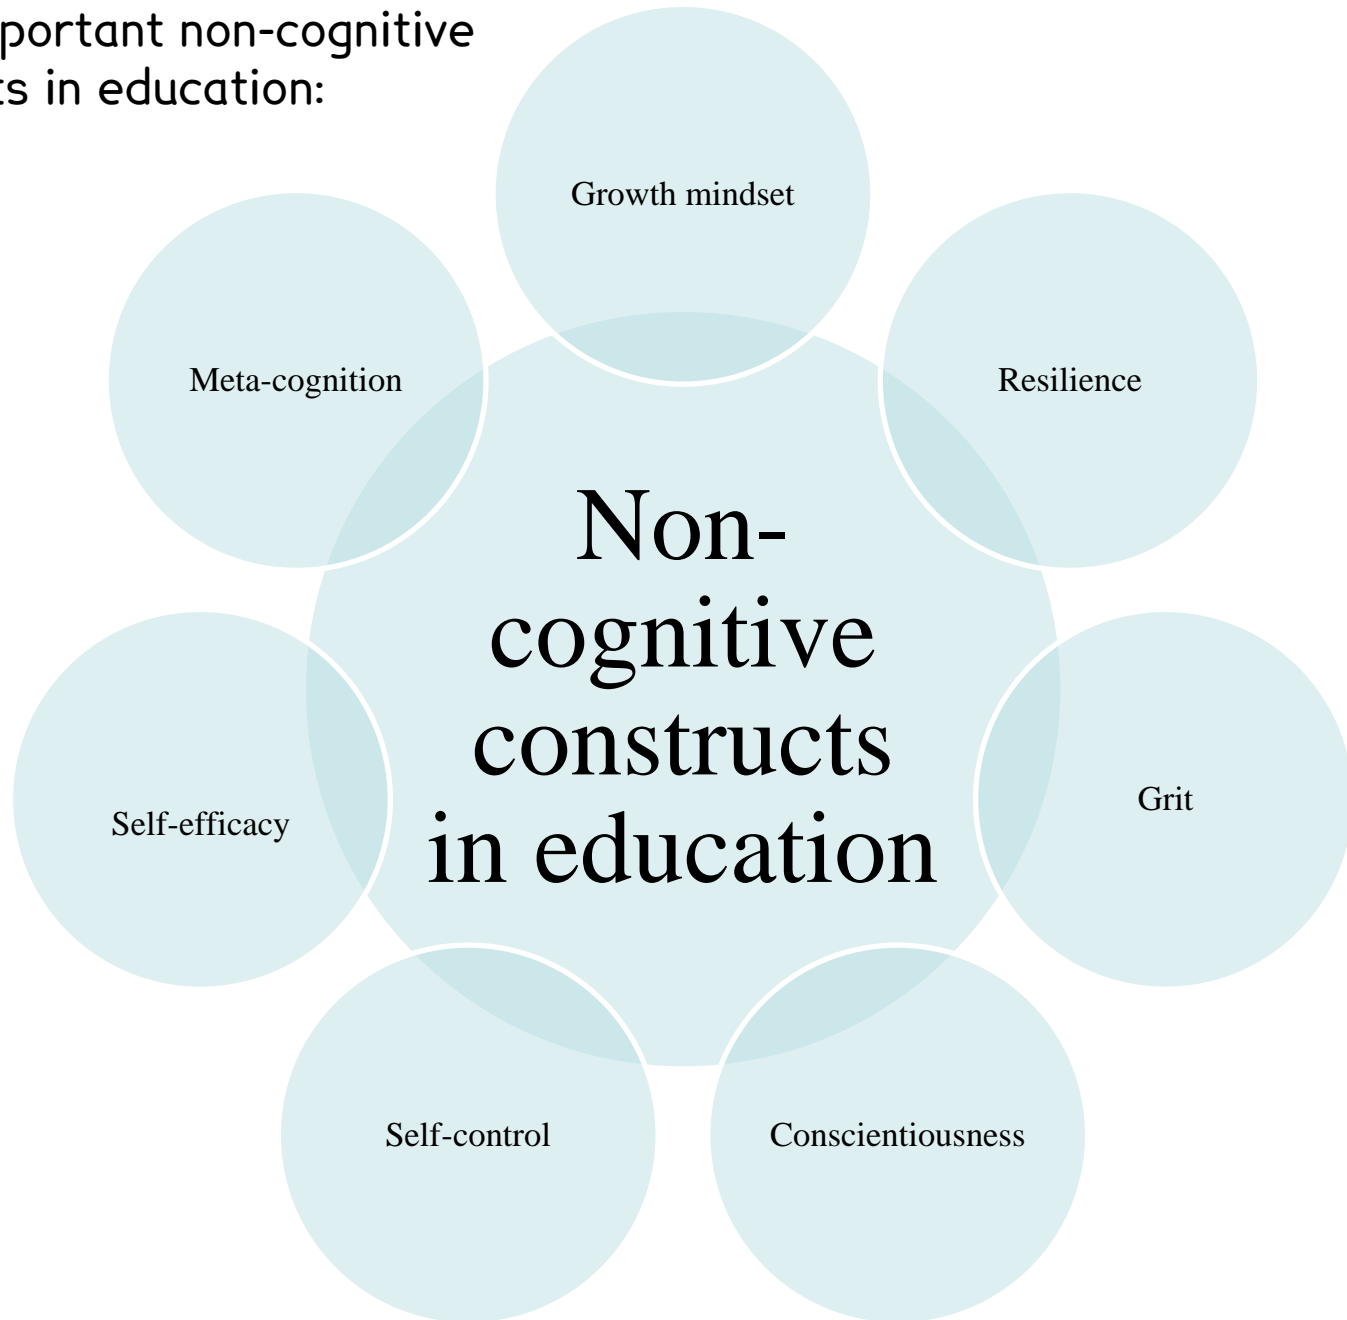 portant non-cognitive
ts in education:
Growth mindset
Meta-cognition
Resilience
Non-
cognitive
constructs
in education
Grit
Self-efficacy
Self-control
Conscientiousness